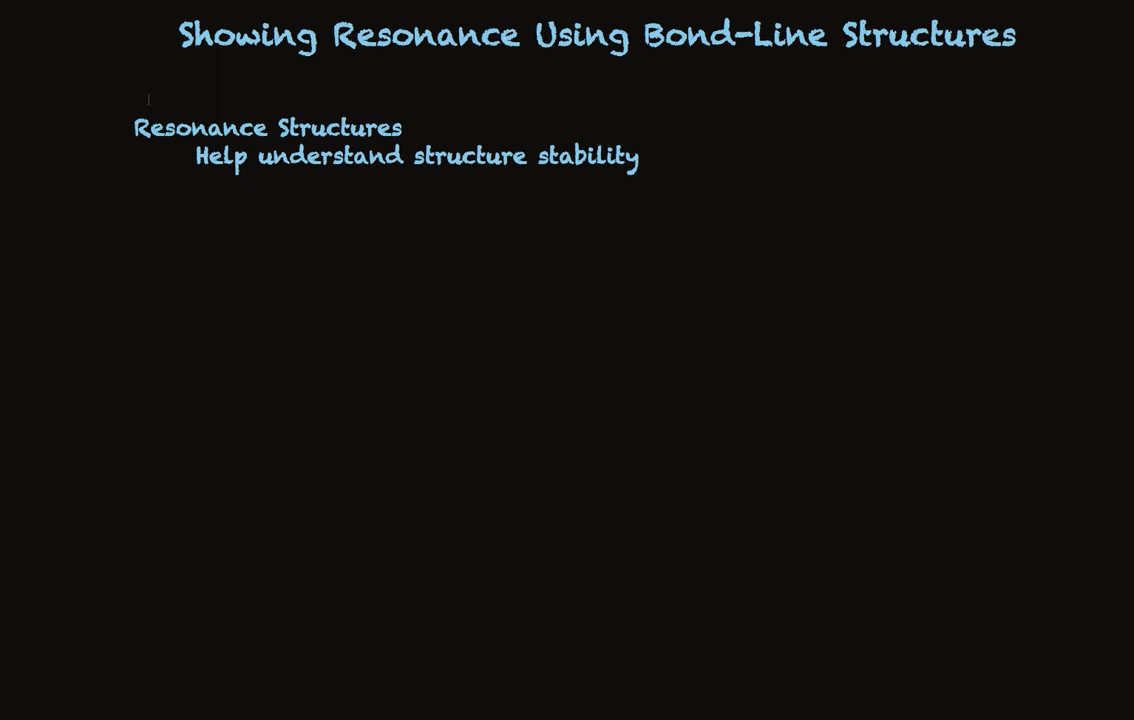 Showing Resonance Using Bond-Line Structures
Resonance Structures
Help understand structure stability